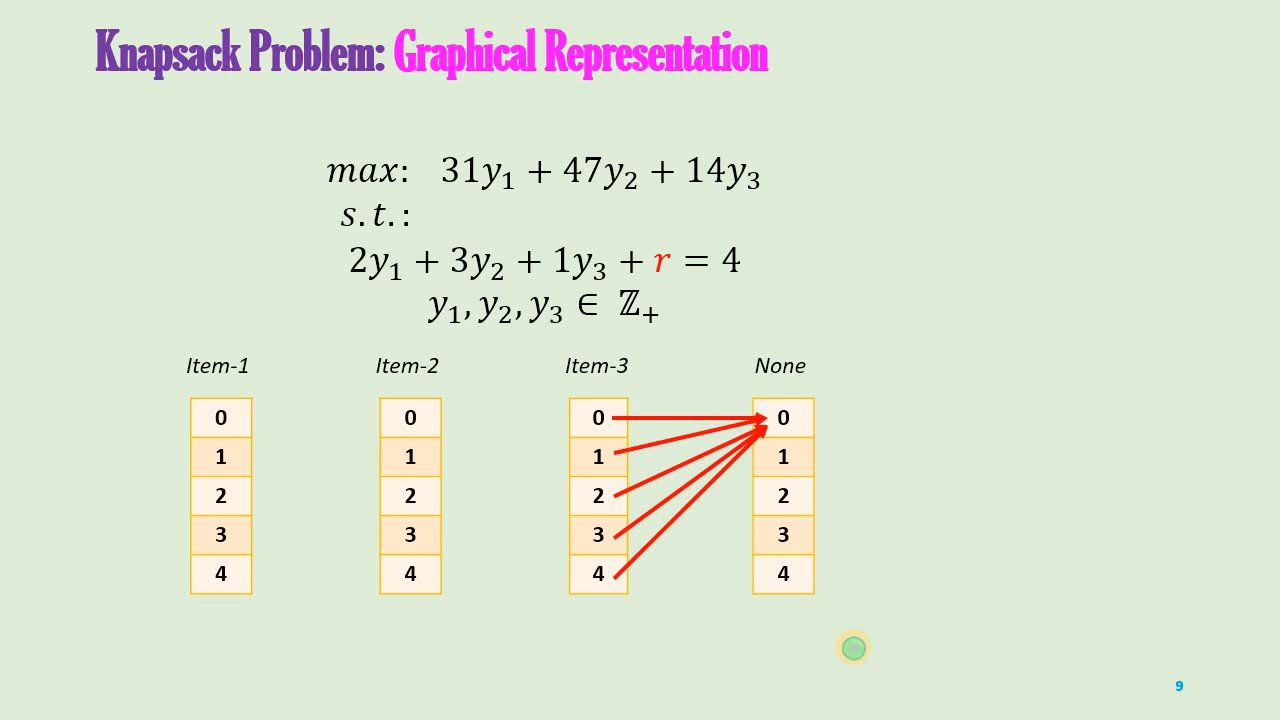 Knapsack Problem: Graphical Representation
max: 31y₁ + 47y₂ + 14y₃
s.t.:
2y₁ + 3y₂ + 1y₃ + r = 4
y₁, y₂, y₃ ∈ ℤ₊
Item-1 Item-2 Item-3 None
0 0 0 0
1 1 1 1
2 2 2 2
3 3 3 3
4 4 4 4
9